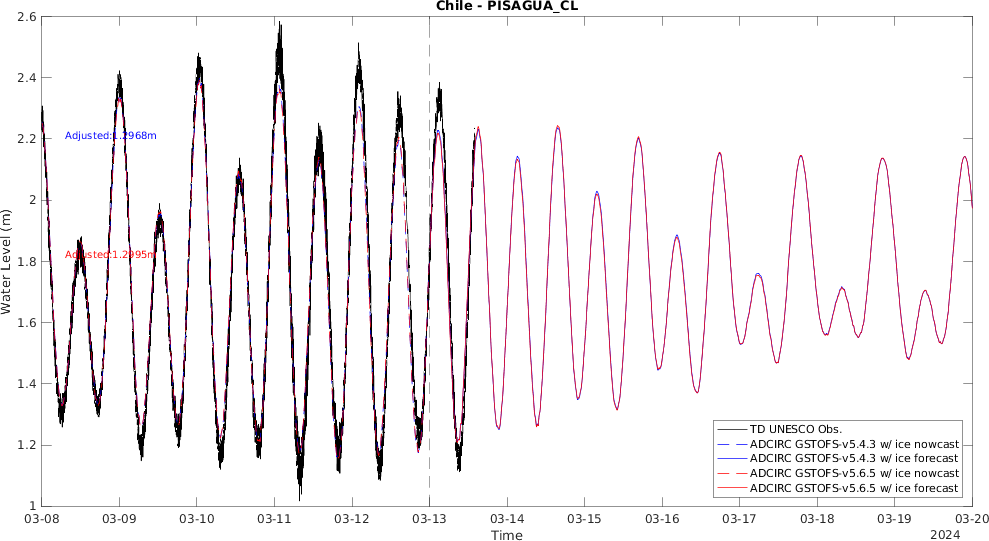 Chile - PISAGUA_CL
2.6
2.4
2.2
2
1.8
1.6
1.4
1.2
1
Water Level (m)
Adjusted:1.2968m
Adjusted:1.2995m
TD UNESCO Obs.
ADCIRC GSTOFS-v5.4.3 w/ ice nowcast
ADCIRC GSTOFS-v5.4.3 w/ ice forecast
ADCIRC GSTOFS-v5.6.5 w/ ice nowcast
ADCIRC GSTOFS-v5.6.5 w/ ice forecast
03-08 03-09 03-10 03-11 03-12 03-13 03-14 03-15 03-16 03-17 03-18 03-19 03-20
Time
2024